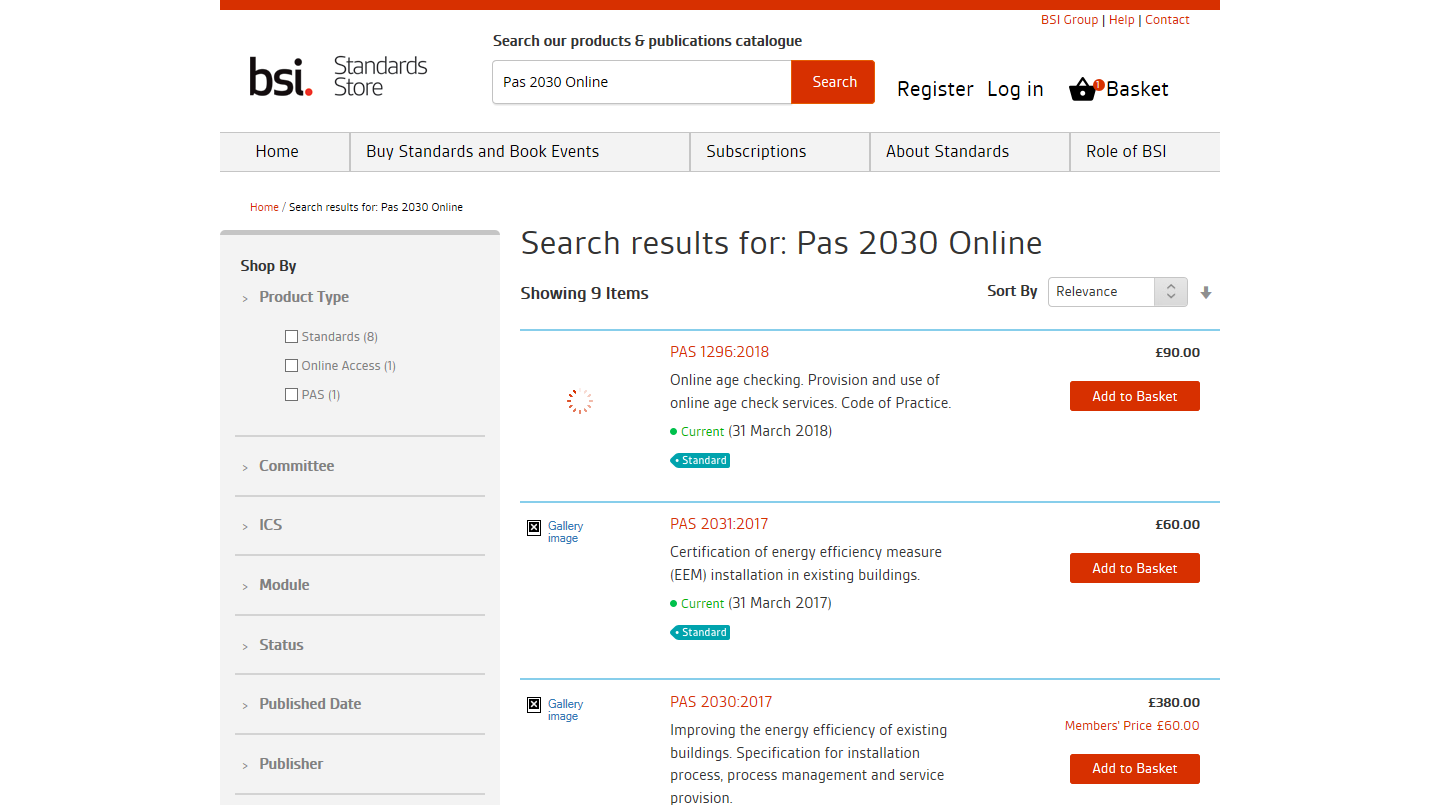 BSI Group | Help | Contact
Search our products & publications catalogue
bsi. Standards
Store
Pas 2030 Online
Search
Register Log in 1 Basket
Home
Buy Standards and Book Events
Subscriptions
About Standards
Role of BSI
Home / Search results for: Pas 2030 Online
Shop By
> Product Type
Standards (8)
Online Access (1)
PAS (1)
> Committee
> ICS
> Module
> Status
> Published Date
> Publisher
Search results for: Pas 2030 Online
Showing 9 Items
Sort By Relevance
PAS 1296:2018
£90.00
Online age checking. Provision and use of
online age check services. Code of Practice.
Add to Basket
Current (31 March 2018)
Standard
Gallery
image
PAS 2031:2017
£60.00
Certification of energy efficiency measure
(EEM) installation in existing buildings.
Add to Basket
Current (31 March 2017)
Standard
Gallery
image
PAS 2030:2017
£380.00
Members' Price £60.00
Improving the energy efficiency of existing
buildings. Specification for installation
process, process management and service
provision.
Add to Basket